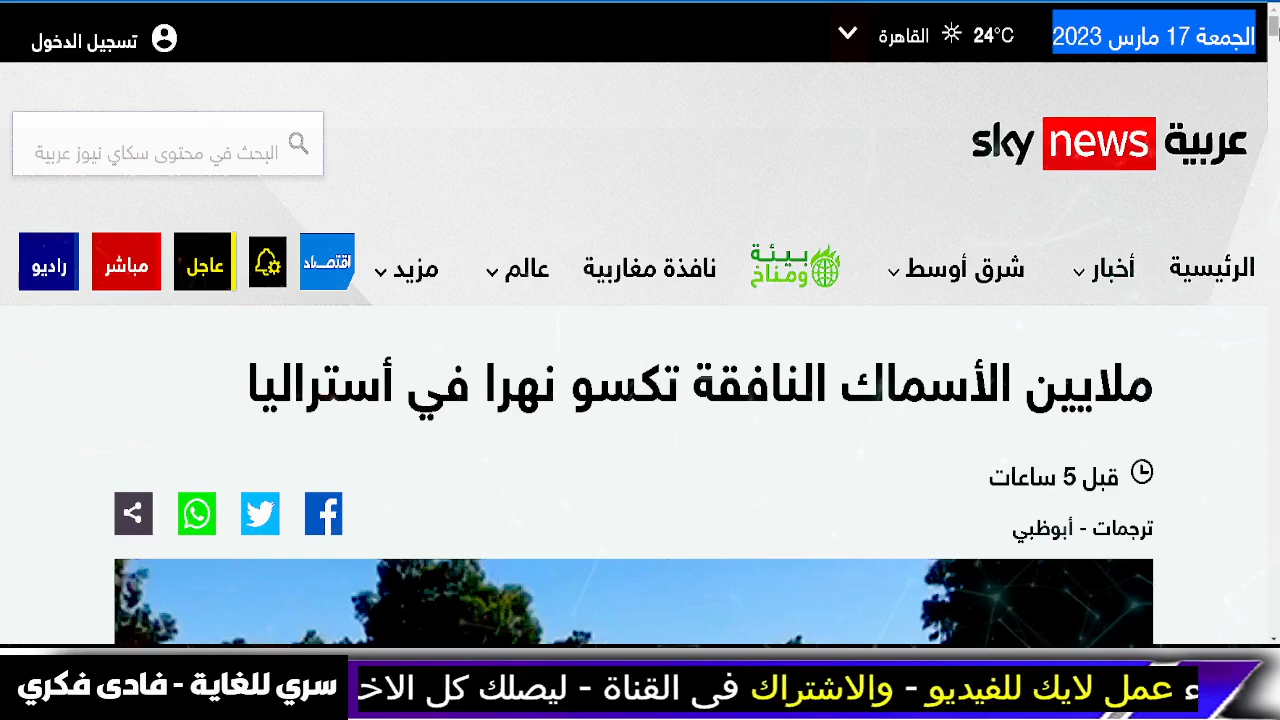 الجمعة 17 مارس 2023
24°C القاهرة
تسجيل الدخول
sky news عربية
البحث في محتوى سكاي نيوز عربية
الرئيسية أخبار شرق أوسط بيئة ومناخ نافذة مغاربية عالم مزيد اقتصاد عاجل مباشر راديو
ملايين الأسماك النافقة تكسو نهرا في أستراليا
قبل 5 ساعات
ترجمات - أبوظبي
ء عمل لايك للفيديو - والاشتراك فى القناة - ليصلك كل الاخ
سري للغاية - فادى فكري